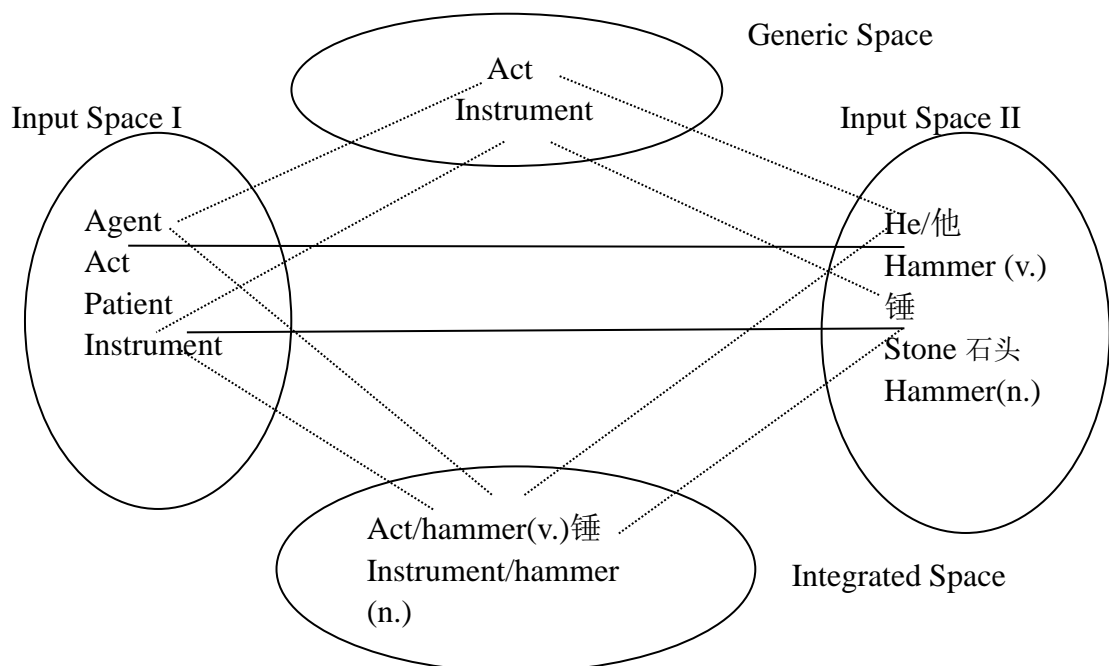 Generic Space
Act
Instrument
Input Space I
Input Space II
Agent
Act
Patient
Instrument
He/他
Hammer (v.)
锤
Stone 石头
Hammer(n.)
Act/hammer(v.)锤
Instrument/hammer
(n.)
Integrated Space